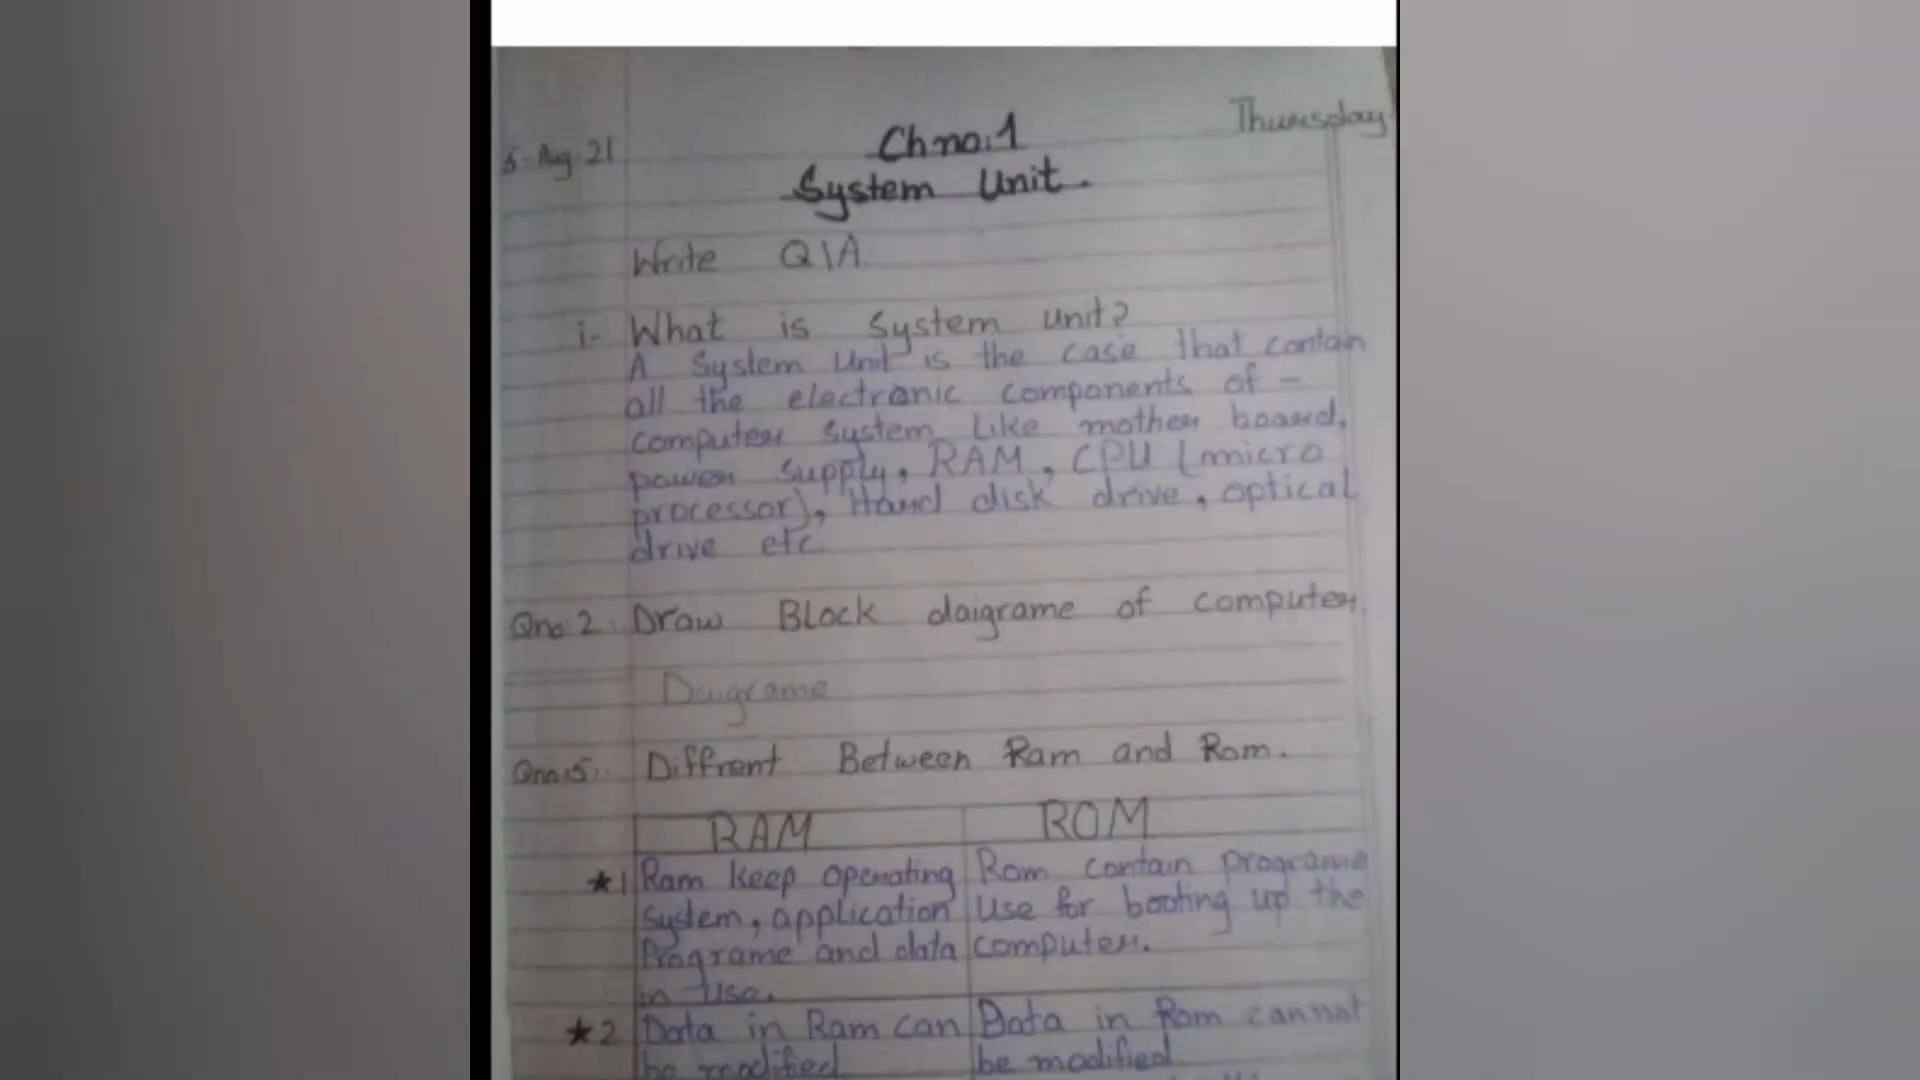 Thursday
5-Aug-21
Ch no.1
System Unit.
Write Q\A
i- What is system unit?
A System Unit is the case that contain
all the electronic components of -
computer system like mother board,
power supply, RAM, CPU (micro
processor), Hard disk drive, optical
drive etc.
Qno:2. Draw Block daigrame of computer.
Daigrame
Qno:5. Diffrent Between Ram and Rom.
RAM ROM
★1 Ram keep operating Rom contain programe
system, application use for booting up the
Programe and data computer.
in use.
★2 Data in Ram can Data in Rom cannot
be modified be modified